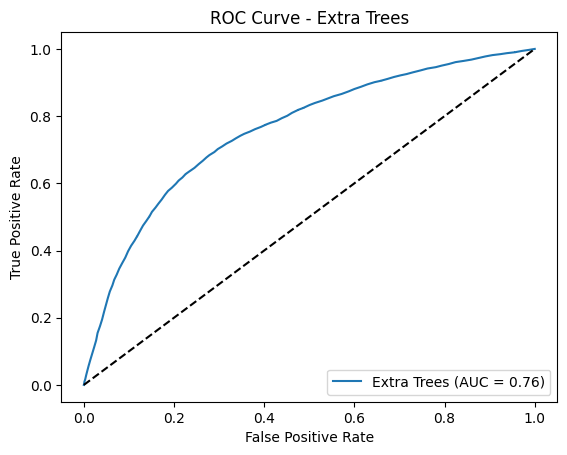 ROC Curve - Extra Trees
1.0
0.8
0.6
0.4
0.2
0.0
True Positive Rate
0.0 0.2 0.4 0.6 0.8 1.0
False Positive Rate
Extra Trees (AUC = 0.76)